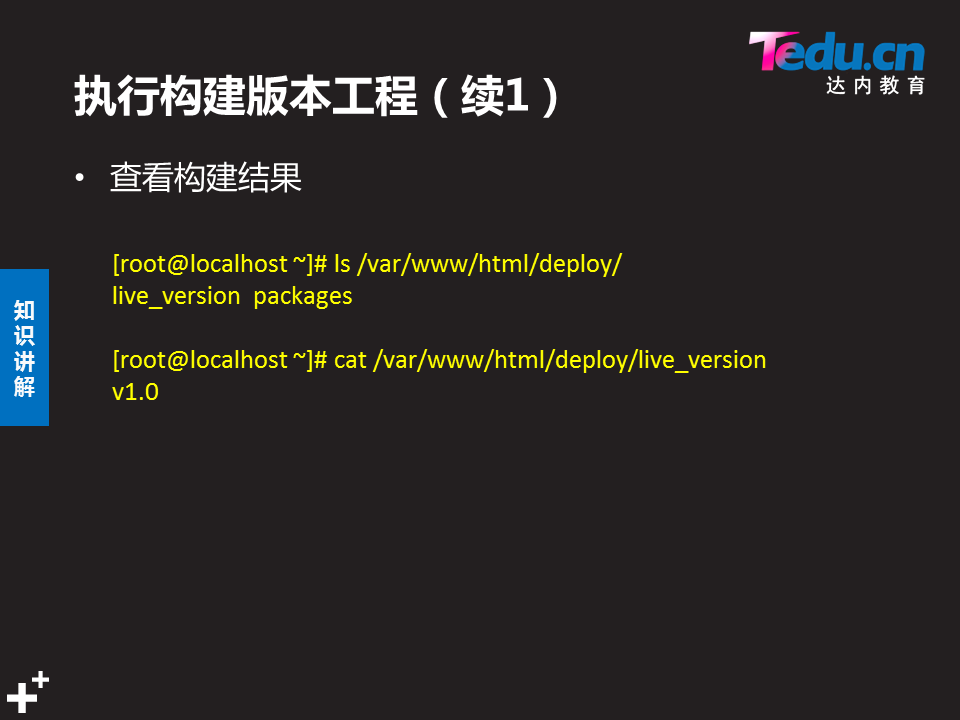 Tedu.cn
达内教育
执行构建版本工程（续1）
• 查看构建结果
[root@localhost ~]# ls /var/www/html/deploy/
live_version  packages
[root@localhost ~]# cat /var/www/html/deploy/live_version
v1.0
知
识
讲
解